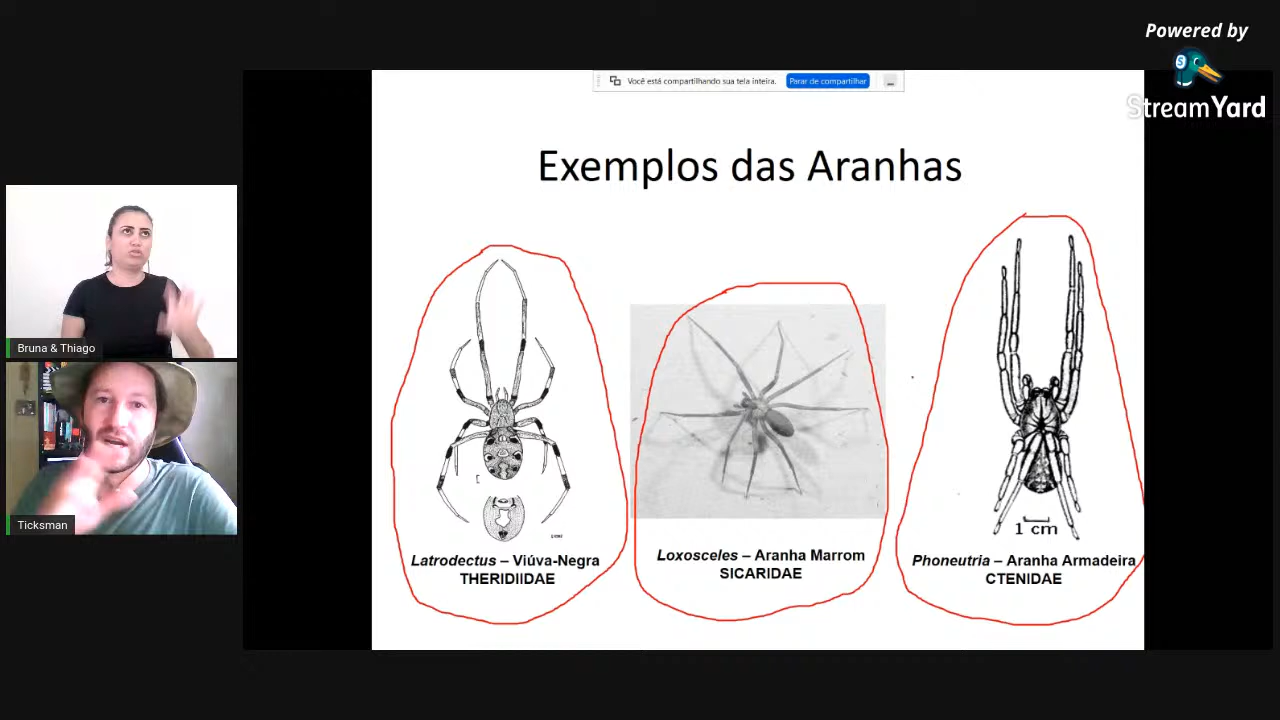 Powered by
StreamYard
Você está compartilhando sua tela inteira.
Parar de compartilhar
Exemplos das Aranhas
Bruna & Thiago
Ticksman
1 cm
Latrodectus – Viúva-Negra
THERIDIIDAE
Loxosceles – Aranha Marrom
SICARIDAE
Phoneutria – Aranha Armadeira
CTENIDAE